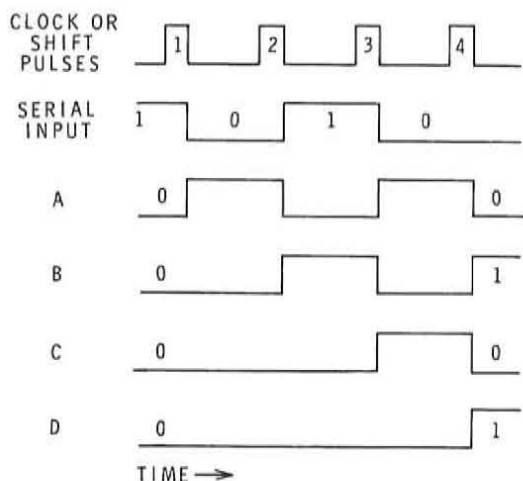 CLOCK OR
SHIFT
PULSES
1 2 3 4
SERIAL
INPUT
1 0 1 0
A 0 0
B 0 1
C 0 0
D 0 1
TIME →